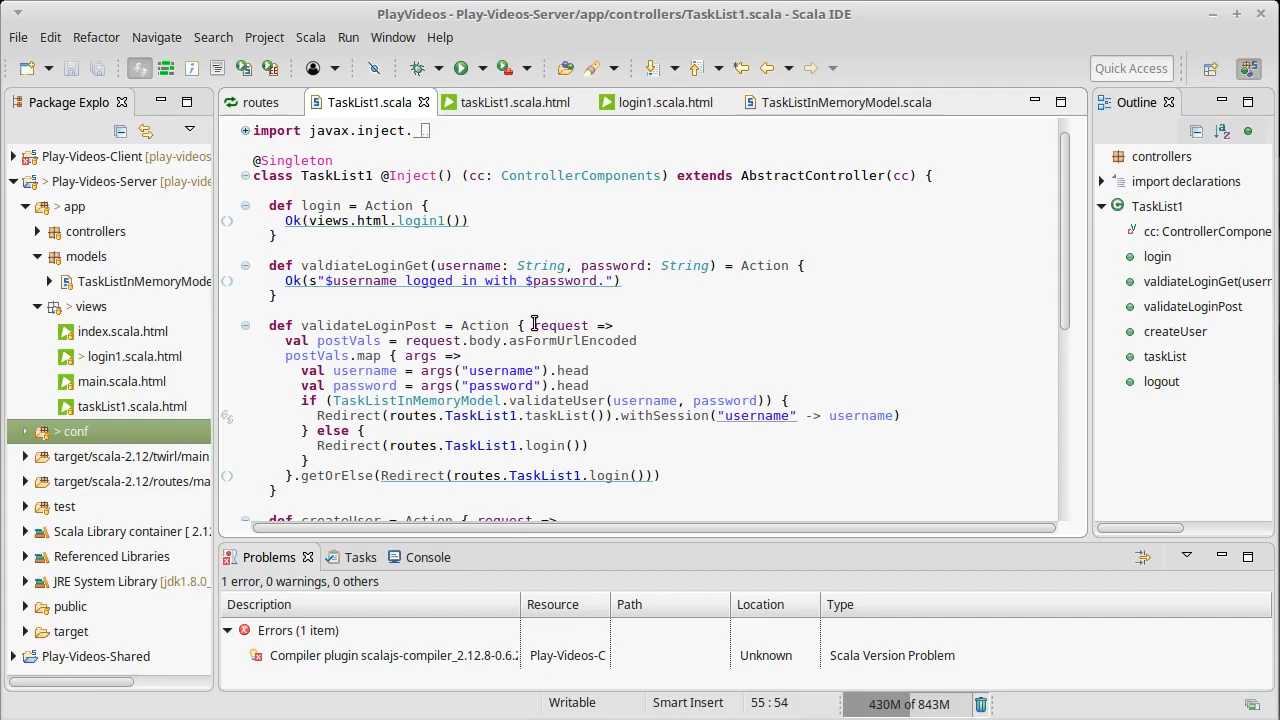 PlayVideos - Play-Videos-Server/app/controllers/TaskList1.scala - Scala IDE
File Edit Refactor Navigate Search Project Scala Run Window Help
Quick Access
Package Explo
Play-Videos-Client [play-videos
Play-Videos-Server [play-vide
> app
controllers
models
TaskListInMemoryMode
> views
index.scala.html
> login1.scala.html
main.scala.html
taskList1.scala.html
> conf
target/scala-2.12/twirl/main
target/scala-2.12/routes/ma
test
Scala Library container [ 2.12
Referenced Libraries
JRE System Library [jdk1.8.0_
public
target
Play-Videos-Shared
routes TaskList1.scala taskList1.scala.html login1.scala.html TaskListInMemoryModel.scala
import javax.inject._
@Singleton
class TaskList1 @Inject() (cc: ControllerComponents) extends AbstractController(cc) {
def login = Action {
Ok(views.html.login1())
}
def valdiateLoginGet(username: String, password: String) = Action {
Ok(s"$username logged in with $password.")
}
def validateLoginPost = Action { request =>
val postVals = request.body.asFormUrlEncoded
postVals.map { args =>
val username = args("username").head
val password = args("password").head
if (TaskListInMemoryModel.validateUser(username, password)) {
Redirect(routes.TaskList1.taskList()).withSession("username" -> username)
} else {
Redirect(routes.TaskList1.login())
}
}.getOrElse(Redirect(routes.TaskList1.login()))
}
def createUser = Action { request =>
Outline
controllers
import declarations
TaskList1
cc: ControllerCompone
login
valdiateLoginGet(usern
validateLoginPost
createUser
taskList
logout
Problems Tasks Console
1 error, 0 warnings, 0 others
Description Resource Path Location Type
Errors (1 item)
Compiler plugin scalajs-compiler_2.12.8-0.6.2 Play-Videos-C Unknown Scala Version Problem
Writable Smart Insert 55 : 54 430M of 843M